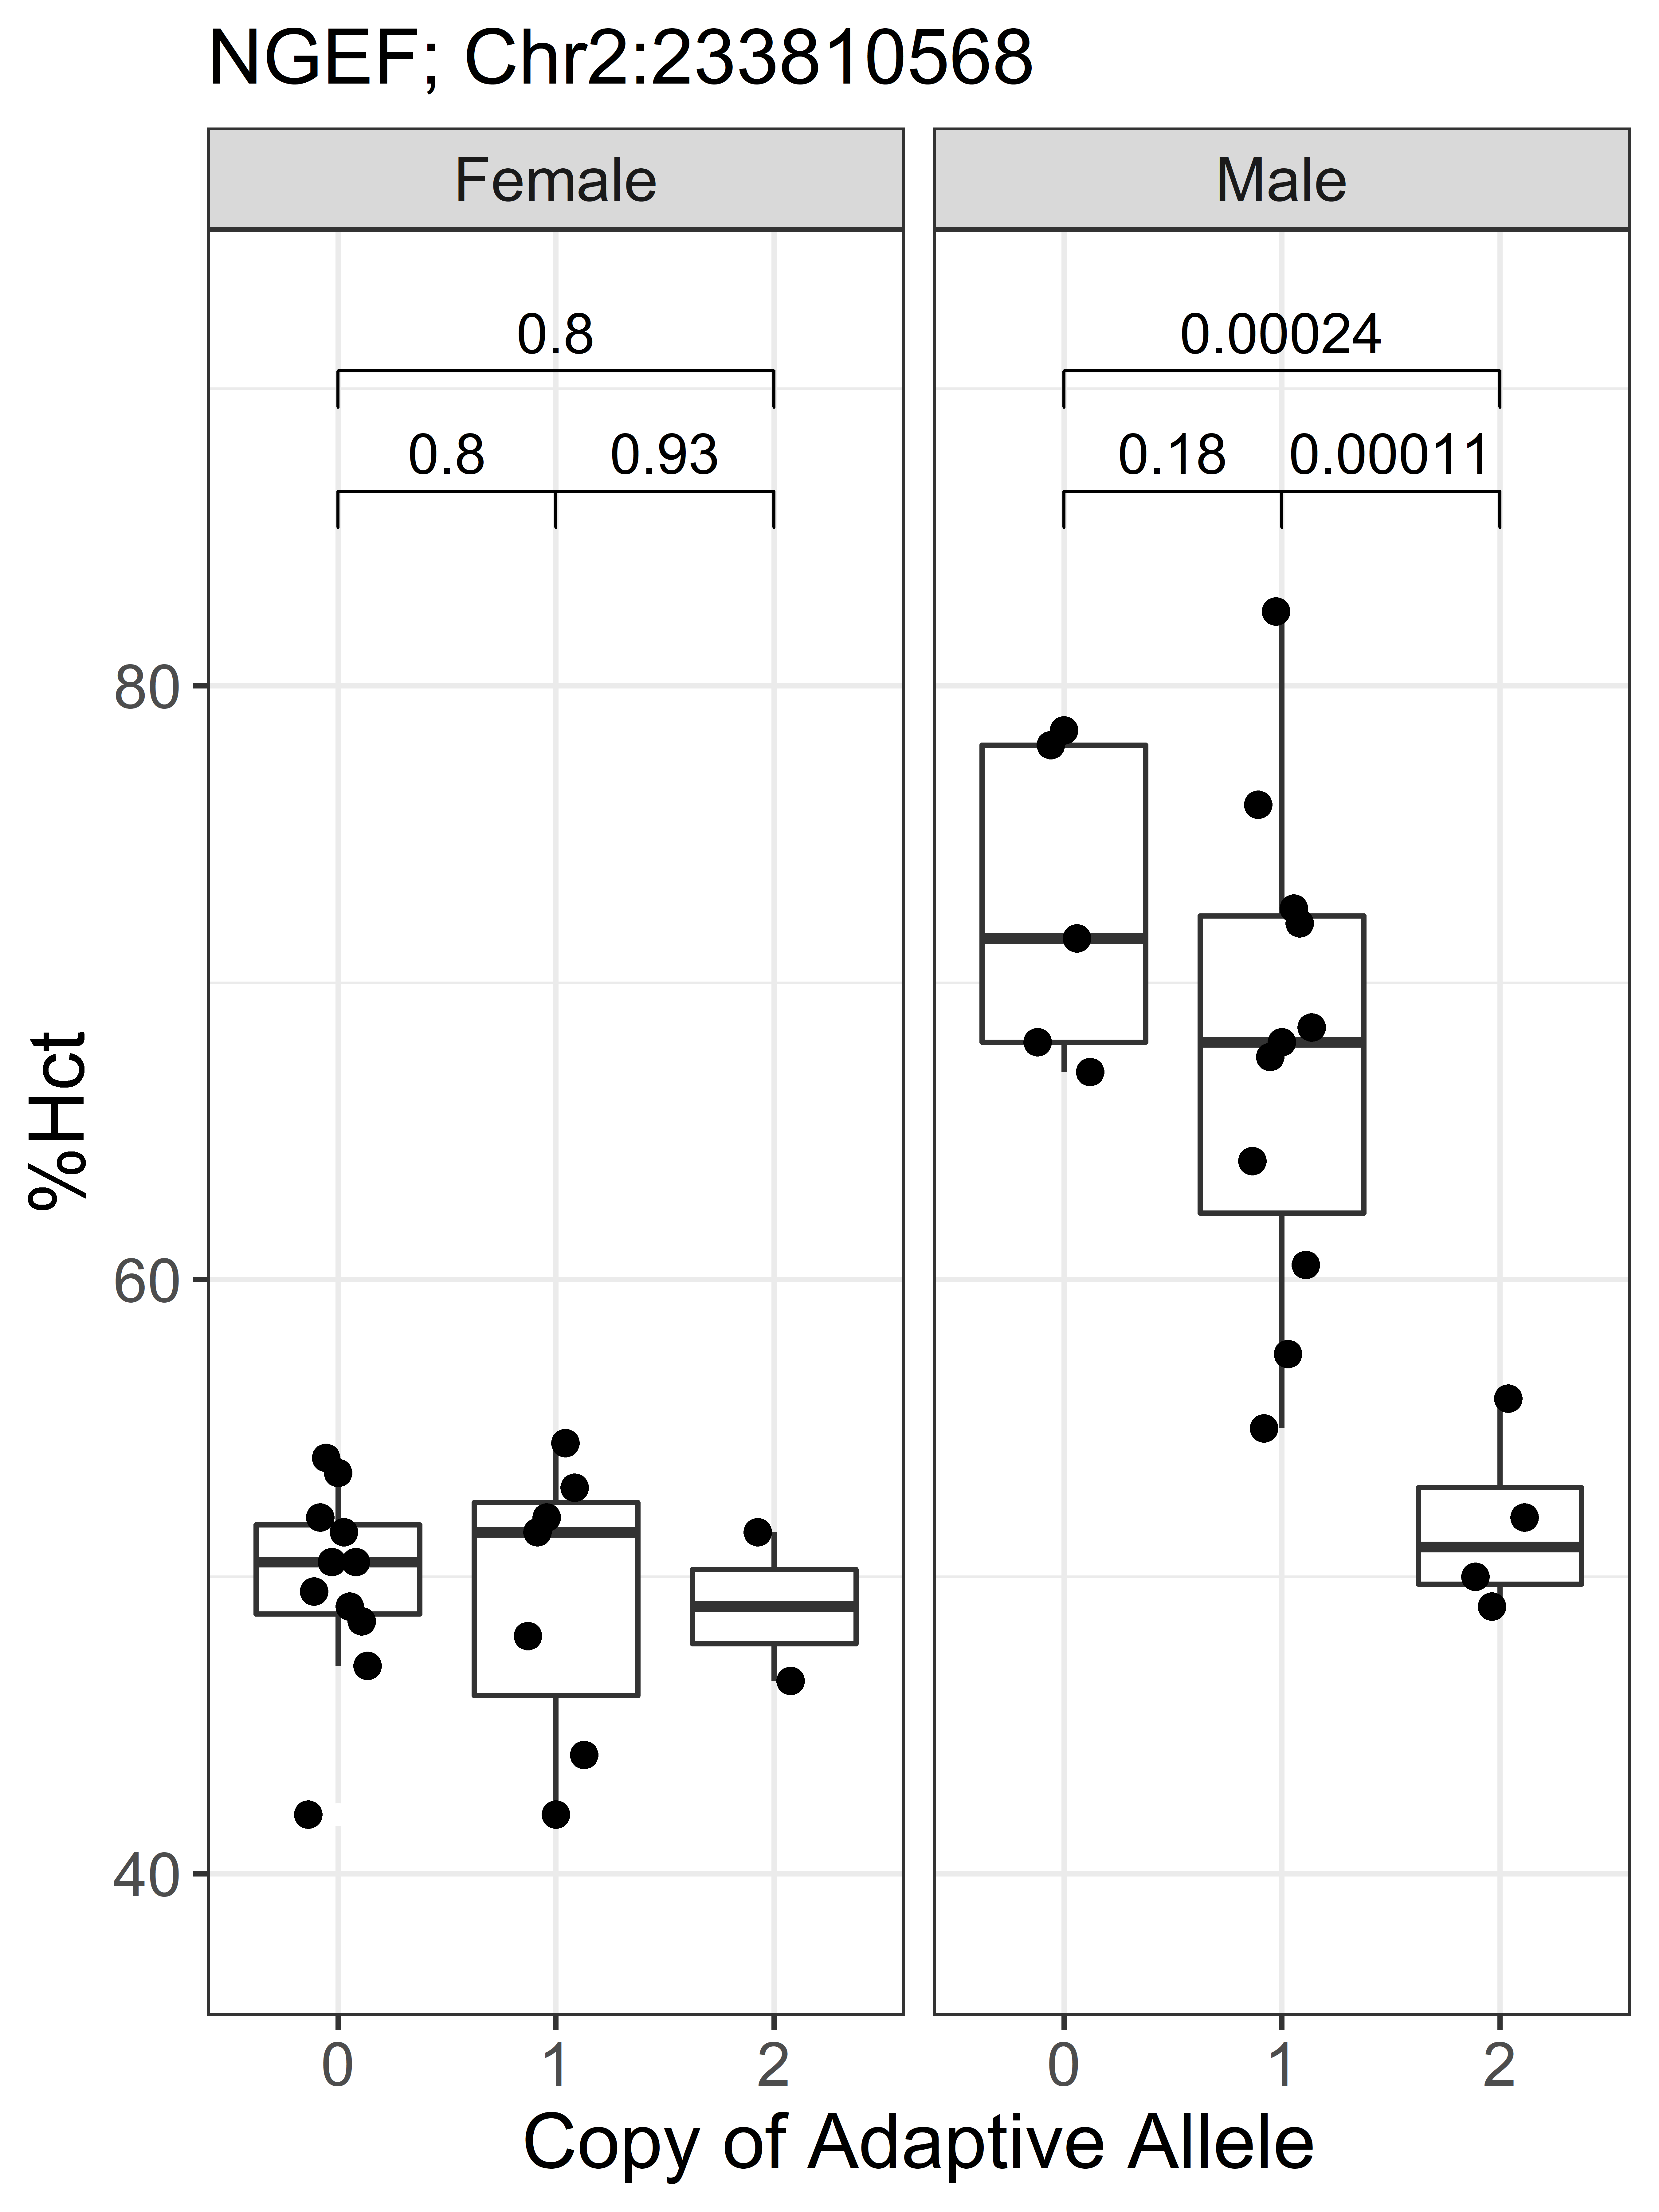 NGEF; Chr2:233810568
Female
Male
0.8
0.00024
0.8 0.93
0.18 0.00011
80
60
40
%Hct
0 1 2
0 1 2
Copy of Adaptive Allele